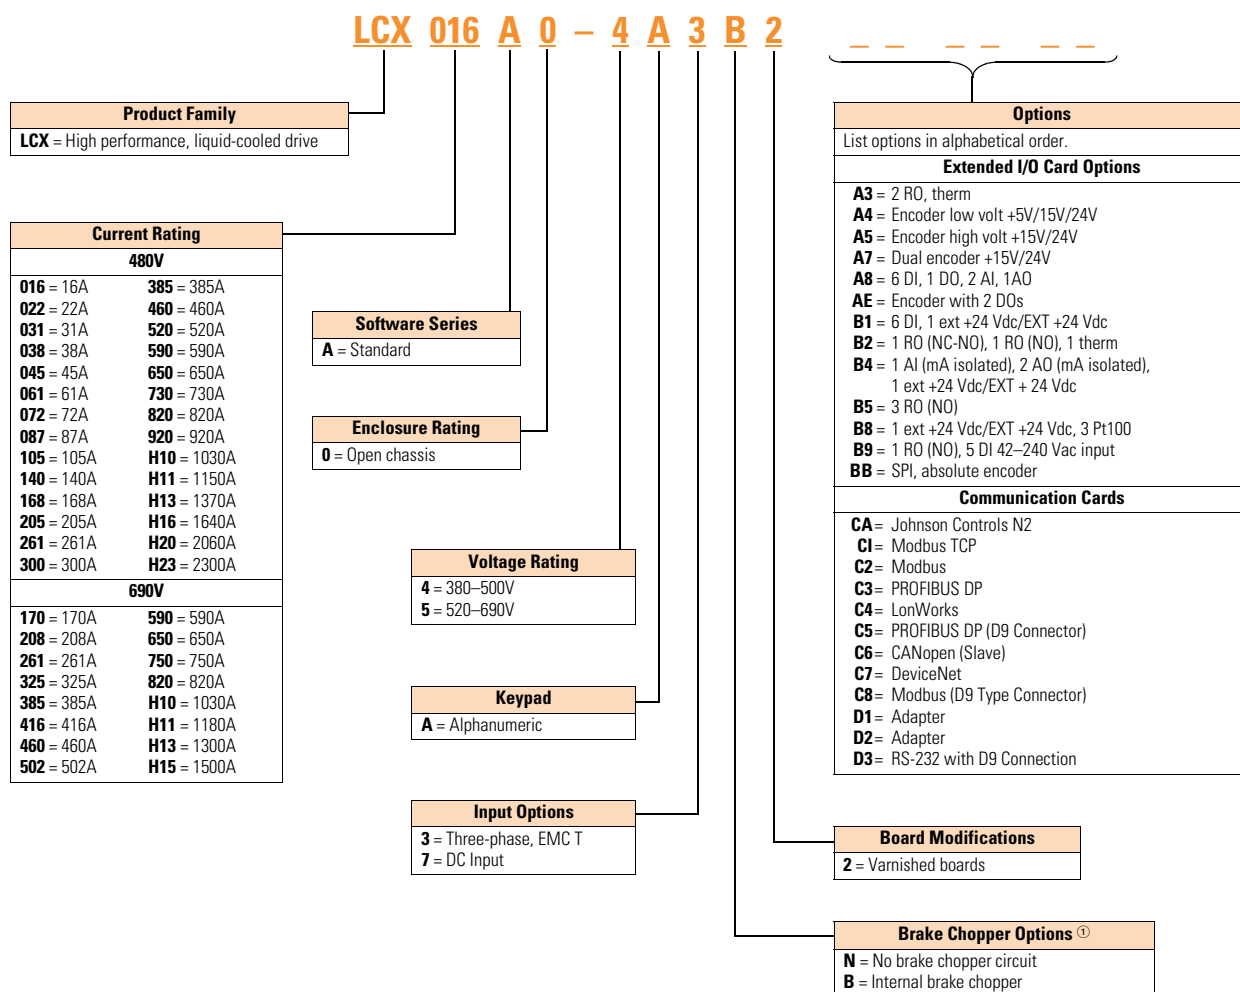 LCX 016 A 0 – 4 A 3 B 2 _ _ _ _ _ _
Product Family
LCX = High performance, liquid-cooled drive
Current Rating
480V
016 = 16A 385 = 385A
022 = 22A 460 = 460A
031 = 31A 520 = 520A
038 = 38A 590 = 590A
045 = 45A 650 = 650A
061 = 61A 730 = 730A
072 = 72A 820 = 820A
087 = 87A 920 = 920A
105 = 105A H10 = 1030A
140 = 140A H11 = 1150A
168 = 168A H13 = 1370A
205 = 205A H16 = 1640A
261 = 261A H20 = 2060A
300 = 300A H23 = 2300A
690V
170 = 170A 590 = 590A
208 = 208A 650 = 650A
261 = 261A 750 = 750A
325 = 325A 820 = 820A
385 = 385A H10 = 1030A
416 = 416A H11 = 1180A
460 = 460A H13 = 1300A
502 = 502A H15 = 1500A
Software Series
A = Standard
Enclosure Rating
0 = Open chassis
Voltage Rating
4 = 380–500V
5 = 520–690V
Keypad
A = Alphanumeric
Input Options
3 = Three-phase, EMC T
7 = DC Input
Options
List options in alphabetical order.
Extended I/O Card Options
A3 = 2 RO, therm
A4 = Encoder low volt +5V/15V/24V
A5 = Encoder high volt +15V/24V
A7 = Dual encoder +15V/24V
A8 = 6 DI, 1 DO, 2 AI, 1AO
AE = Encoder with 2 DOs
B1 = 6 DI, 1 ext +24 Vdc/EXT +24 Vdc
B2 = 1 RO (NC-NO), 1 RO (NO), 1 therm
B4 = 1 AI (mA isolated), 2 AO (mA isolated),
1 ext +24 Vdc/EXT + 24 Vdc
B5 = 3 RO (NO)
B8 = 1 ext +24 Vdc/EXT +24 Vdc, 3 Pt100
B9 = 1 RO (NO), 5 DI 42–240 Vac input
BB = SPI, absolute encoder
Communication Cards
CA = Johnson Controls N2
CI = Modbus TCP
C2 = Modbus
C3 = PROFIBUS DP
C4 = LonWorks
C5 = PROFIBUS DP (D9 Connector)
C6 = CANopen (Slave)
C7 = DeviceNet
C8 = Modbus (D9 Type Connector)
D1 = Adapter
D2 = Adapter
D3 = RS-232 with D9 Connection
Board Modifications
2 = Varnished boards
Brake Chopper Options ①
N = No brake chopper circuit
B = Internal brake chopper